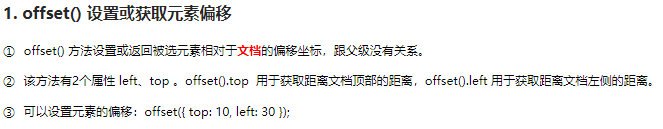 1. offset() 设置或获取元素偏移
① offset() 方法设置或返回被选元素相对于文档的偏移坐标，跟父级没有关系。
② 该方法有2个属性 left、top 。offset().top 用于获取距离文档顶部的距离，offset().left 用于获取距离文档左侧的距离。
③ 可以设置元素的偏移：offset({ top: 10, left: 30 });